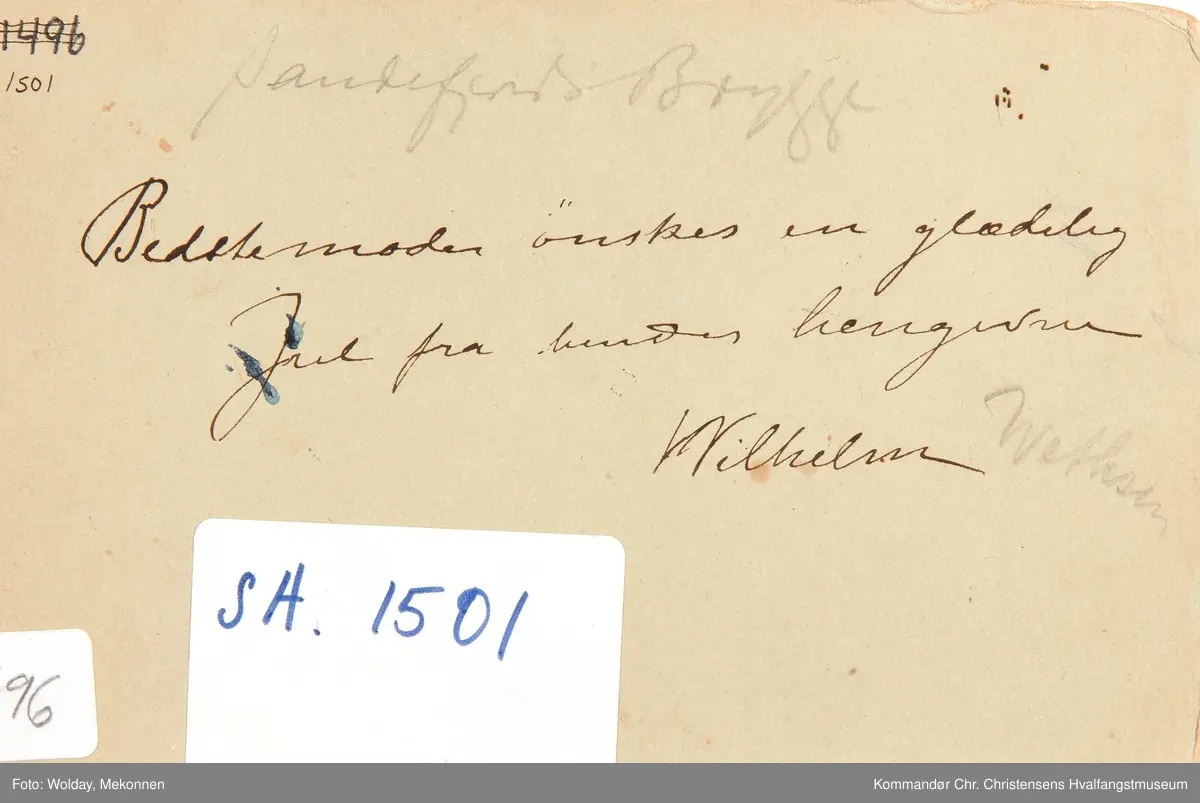 1496
1501
Sandefjords Brygge
Bedstemoder önskes en glædelig
Jul fra hendes hengivne
Wilhelm
SA. 1501
96
Foto: Wolday, Mekonnen
Kommandør Chr. Christensens Hvalfangstmuseum